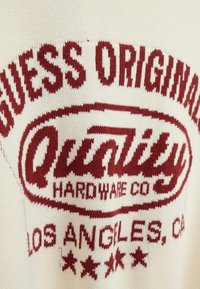 GUESS ORIGINAL
Quality
HARDWARE CO
LOS ANGELES, CA